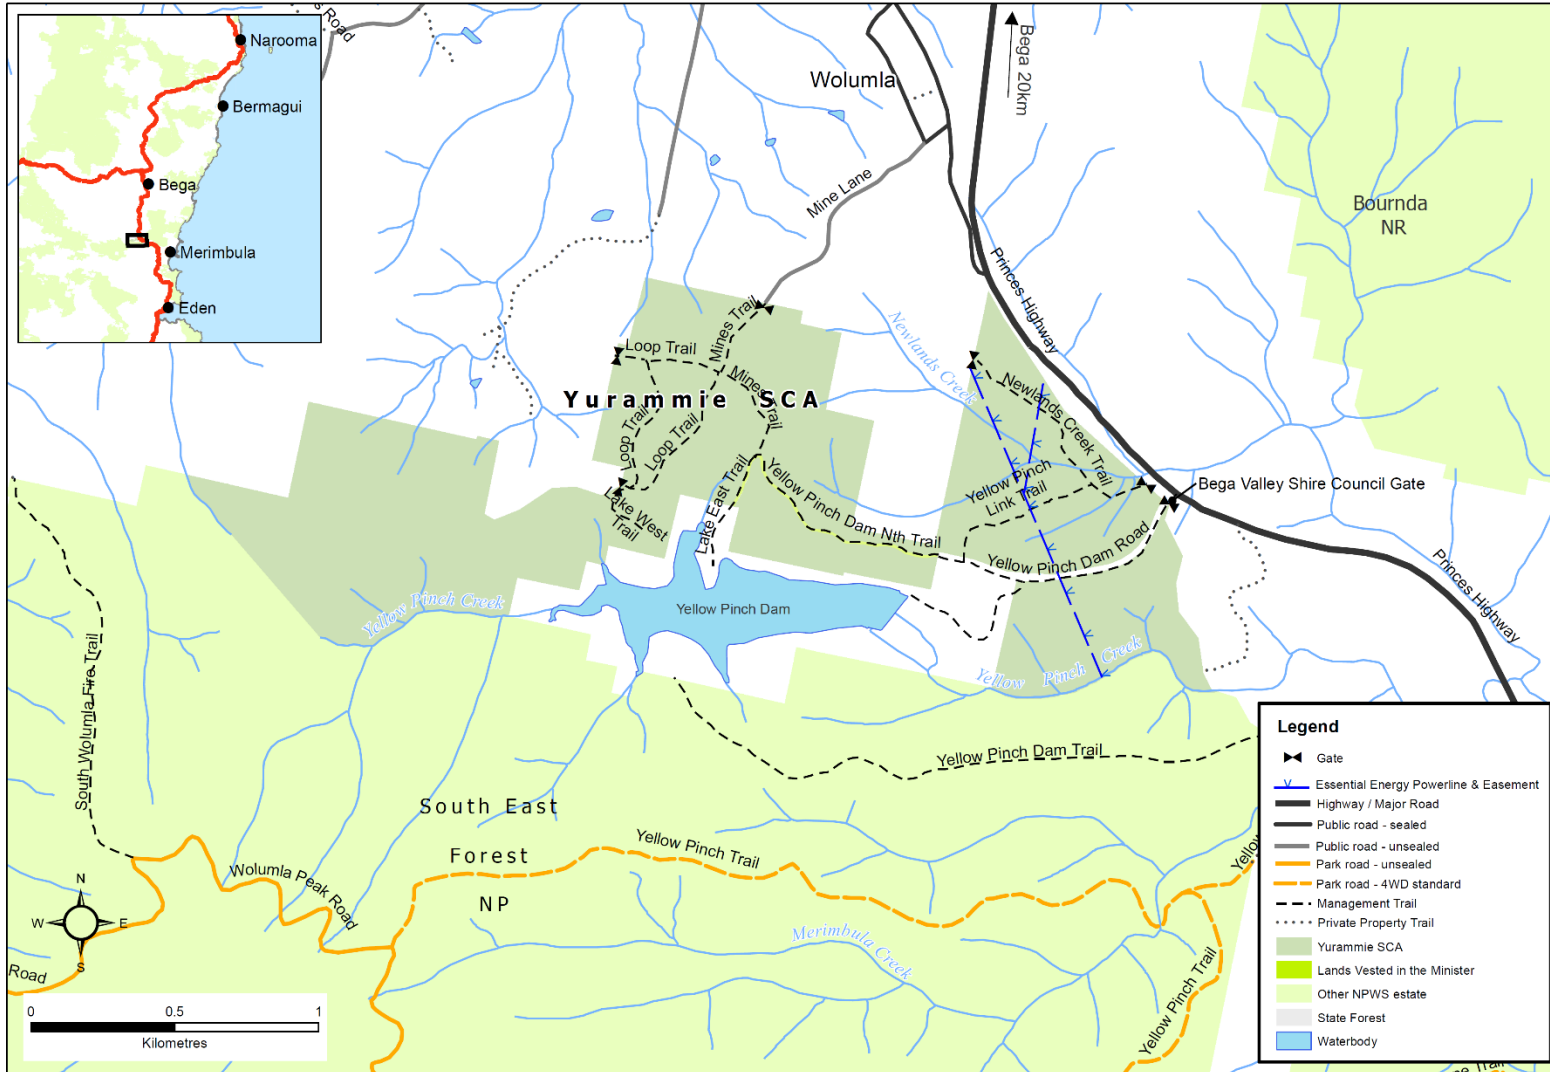 s Road
Narooma
Bermagui
Bega
Merimbula
Eden
Bega 20km
Wolumla
Mine Lane
Bournda
NR
Princes Highway
Newlands Creek
Mines Trail
Loop Trail
Mines Trail
Yurammie SCA
Loop Trail
Loop Trail
Newlands Creek Trail
Yellow Pinch
Link Trail
Bega Valley Shire Council Gate
Lake West
Trail
Lake East Trail
Yellow Pinch Dam Nth Trail
Yellow Pinch Dam Road
Princes Highway
Yellow Pinch Creek
Yellow Pinch Dam
Yellow Pinch Creek
South Wolumla Fire Trail
Yellow Pinch Dam Trail
South East
Forest
NP
Yellow Pinch Trail
Wolumla Peak Road
Merimbula Creek
Yellow
Yellow Pinch Trail
Road
N
W
E
S
0
0.5
1
Kilometres
Legend
Gate
Essential Energy Powerline & Easement
Highway / Major Road
Public road - sealed
Public road - unsealed
Park road - unsealed
Park road - 4WD standard
Management Trail
Private Property Trail
Yurammie SCA
Lands Vested in the Minister
Other NPWS estate
State Forest
Waterbody